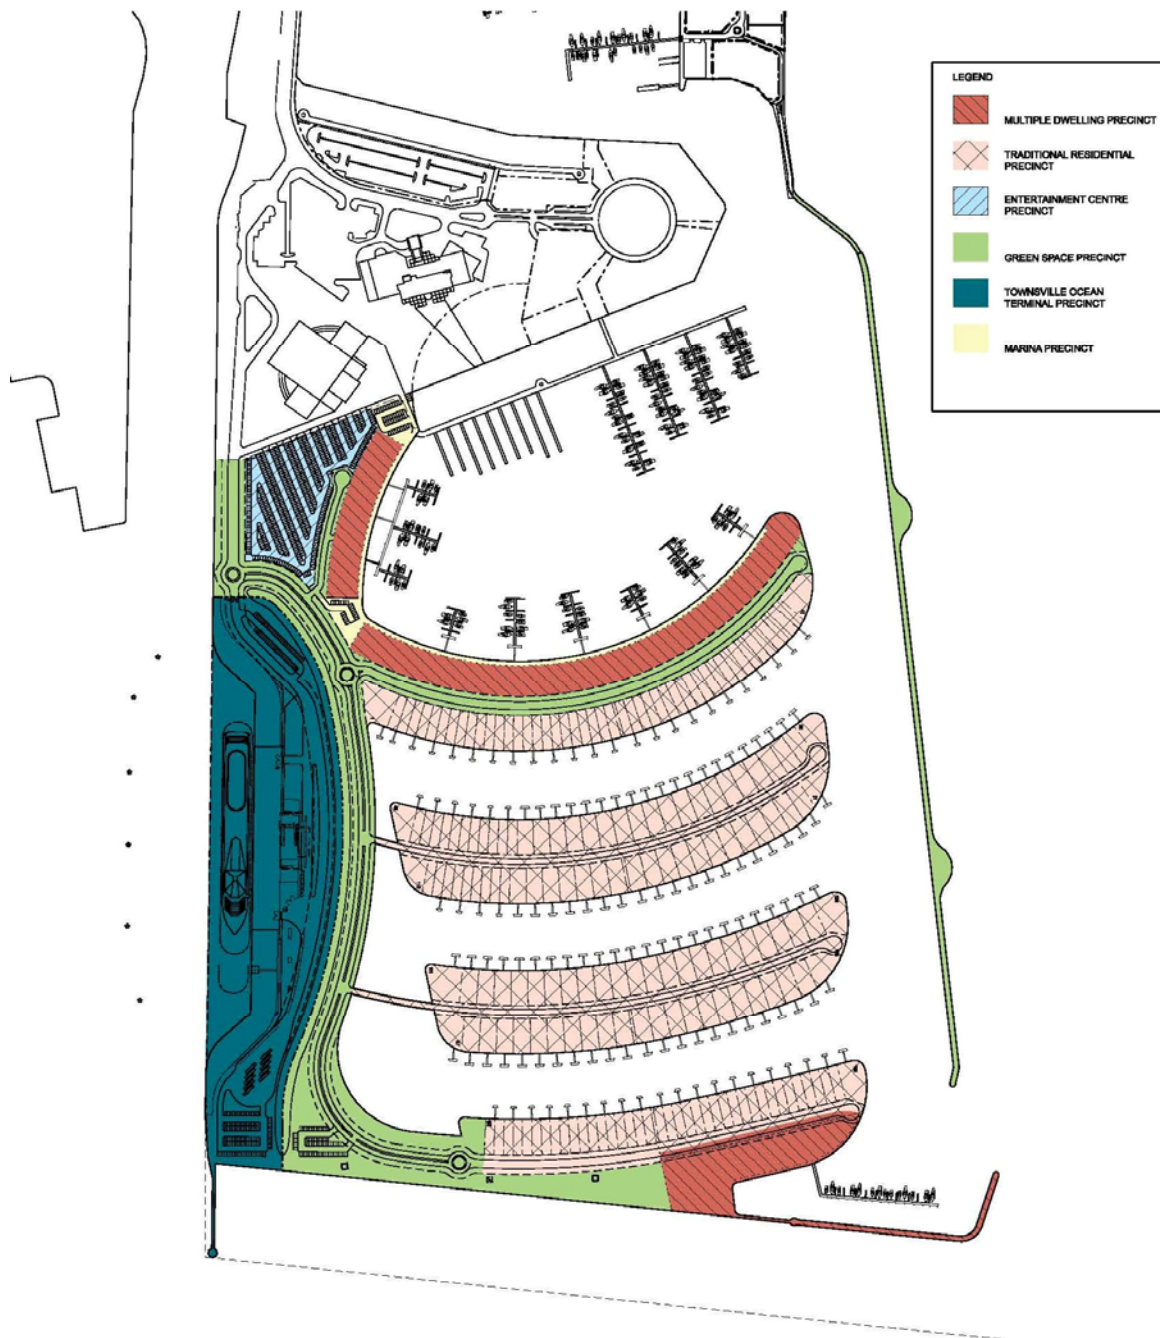 LEGEND
MULTIPLE DWELLING PRECINCT
TRADITIONAL RESIDENTIAL
PRECINCT
ENTERTAINMENT CENTRE
PRECINCT
GREEN SPACE PRECINCT
TOWNSVILLE OCEAN
TERMINAL PRECINCT
MARINA PRECINCT